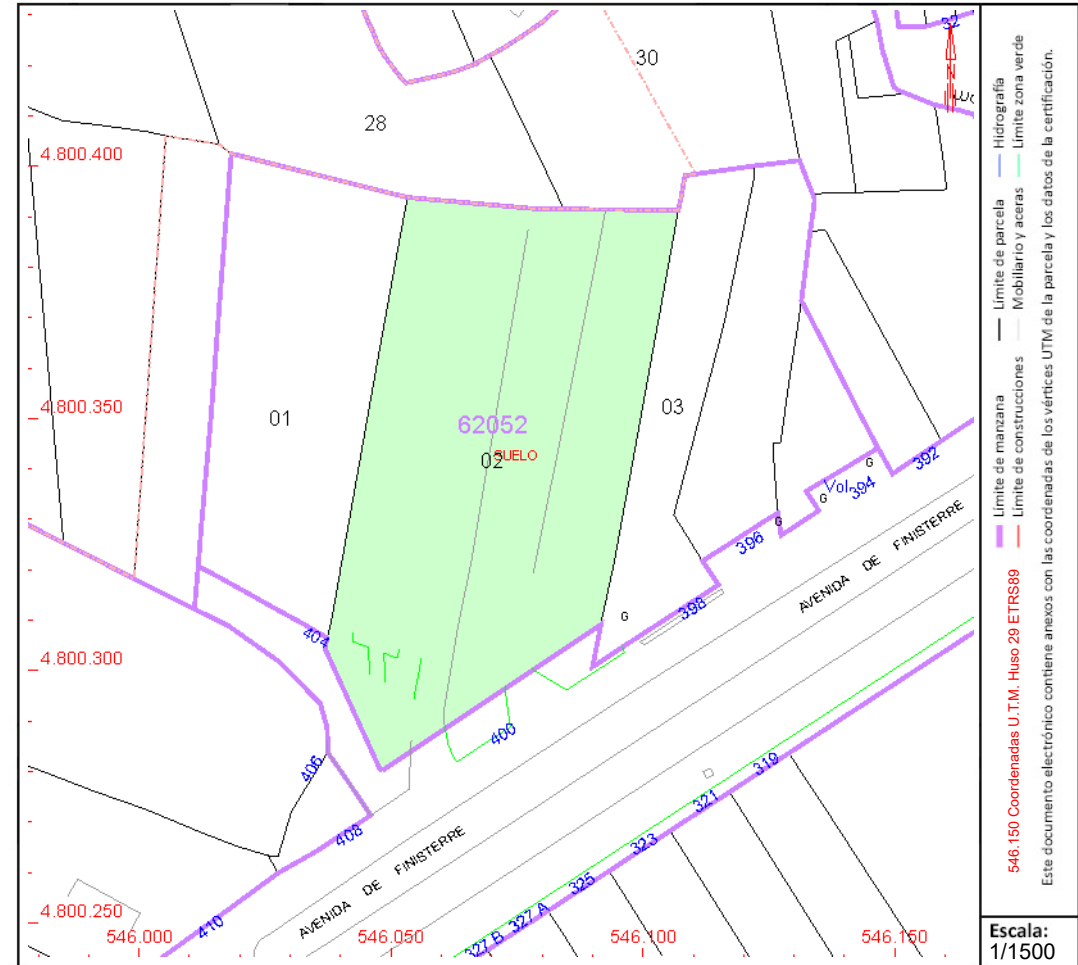 30
32
28
4.800.400
4.800.350
01
62052
02
SUELO
03
392
G
Vol
394
G
G
396
AVENIDA DE FINISTERRE
398
G
404
4.800.300
400
406
319
321
408
323
AVENIDA DE FINISTERRE
325
327 A
327 B
410
4.800.250
546.000
546.050
546.100
546.150
N
546.150 Coordenadas U.T.M. Huso 29 ETRS89
Límite de manzana
Límite de parcela
Hidrografía
Límite de construcciones
Mobiliario y aceras
Límite zona verde
Este documento electrónico contiene anexos con las coordenadas de los vértices UTM de la parcela y los datos de la certificación.
Escala:
1/1500